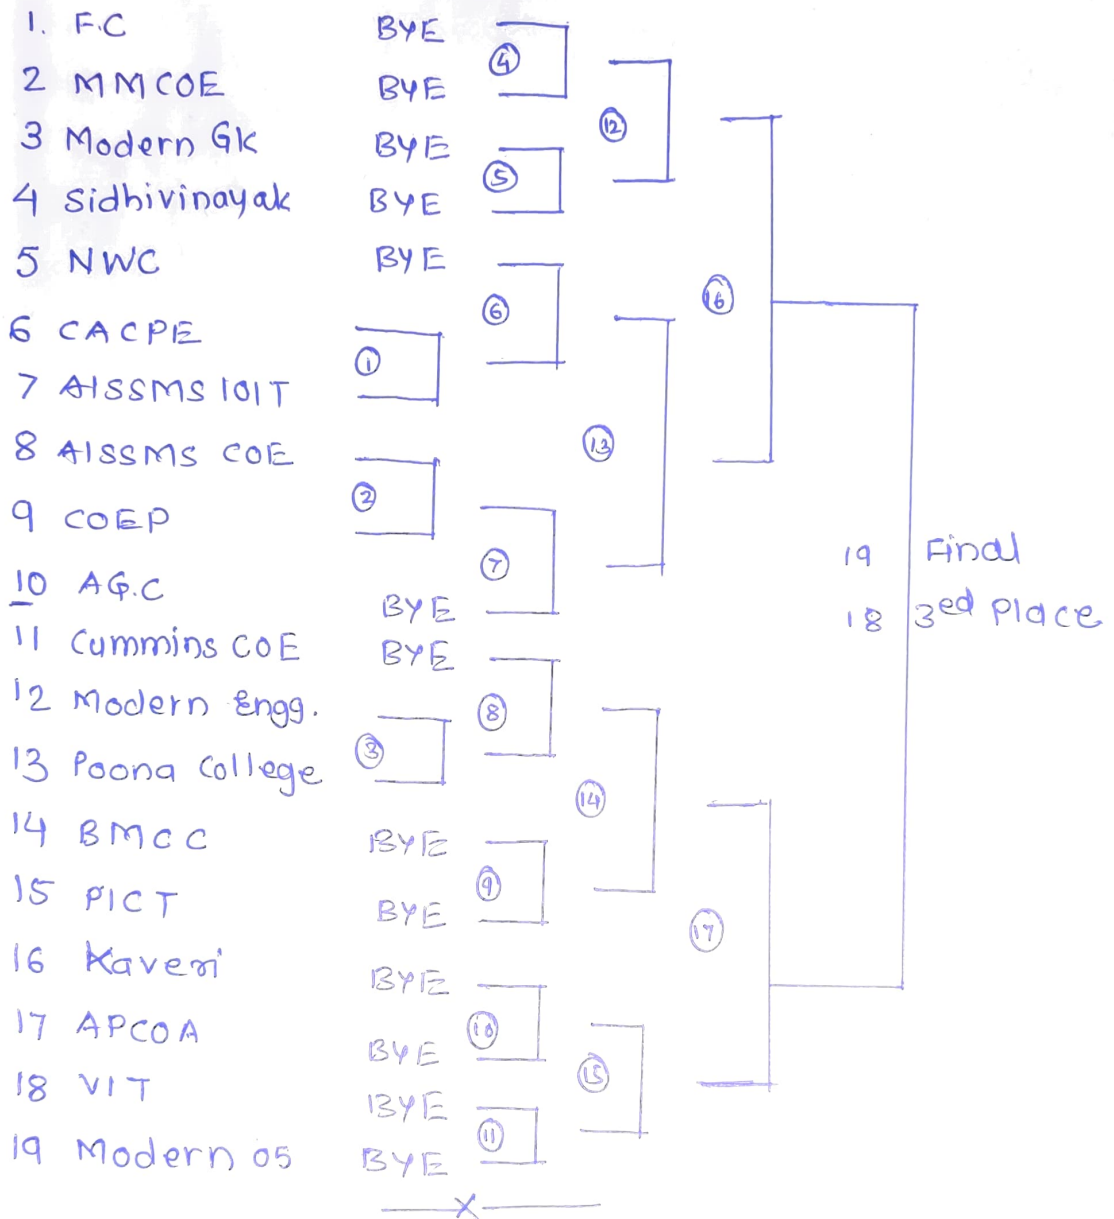 1. F.C BYE
④
2 MMCOE BYE
⑫
3 Modern GK BYE
⑤
4 Sidhivinayak BYE
5 NWC BYE
⑯
⑥
6 CACPE
①
7 AISSMS IOIT
⑬
8 AISSMS COE
②
9 COEP
19 Final
⑦
10 AG.C BYE
18 3ed Place
11 Cummins COE BYE
12 Modern Engg.
⑧
③
13 Poona College
⑭
14 BMCC BYE
⑨
15 PICT BYE
⑰
16 Kaveri BYE
17 APCOA BYE
⑩
⑮
18 VIT BYE
⑪
19 Modern 05 BYE
X